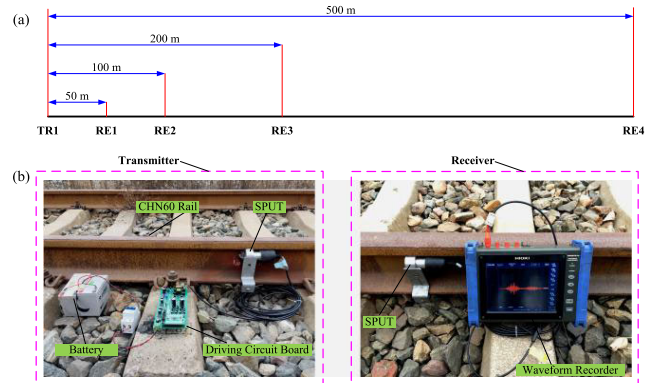 (a)
500 m
200 m
100 m
50 m
TR1 RE1 RE2 RE3 RE4
Transmitter Receiver
(b)
CHN60 Rail
SPUT
Battery
Driving Circuit Board
HIOKI
SPUT
Waveform Recorder